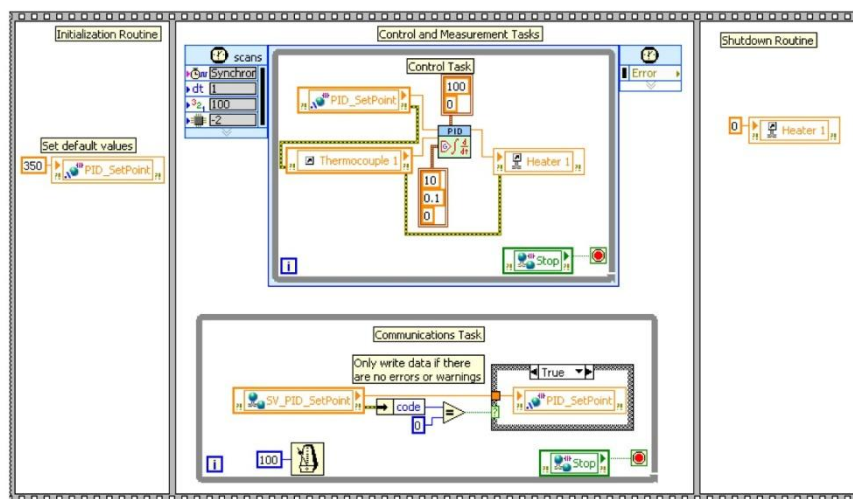 Initialization Routine
Set default values
350
PID_SetPoint
Control and Measurement Tasks
scans
Synchror
dt 1
100
-2
Control Task
PID_SetPoint
100
0
PID
Thermocouple 1
Heater 1
10
0.1
0
i
Stop
Error
Communications Task
Only write data if there
are no errors or warnings
True
SV_PID_SetPoint
code
0
=
?
PID_SetPoint
i
100
Stop
Shutdown Routine
0
Heater 1